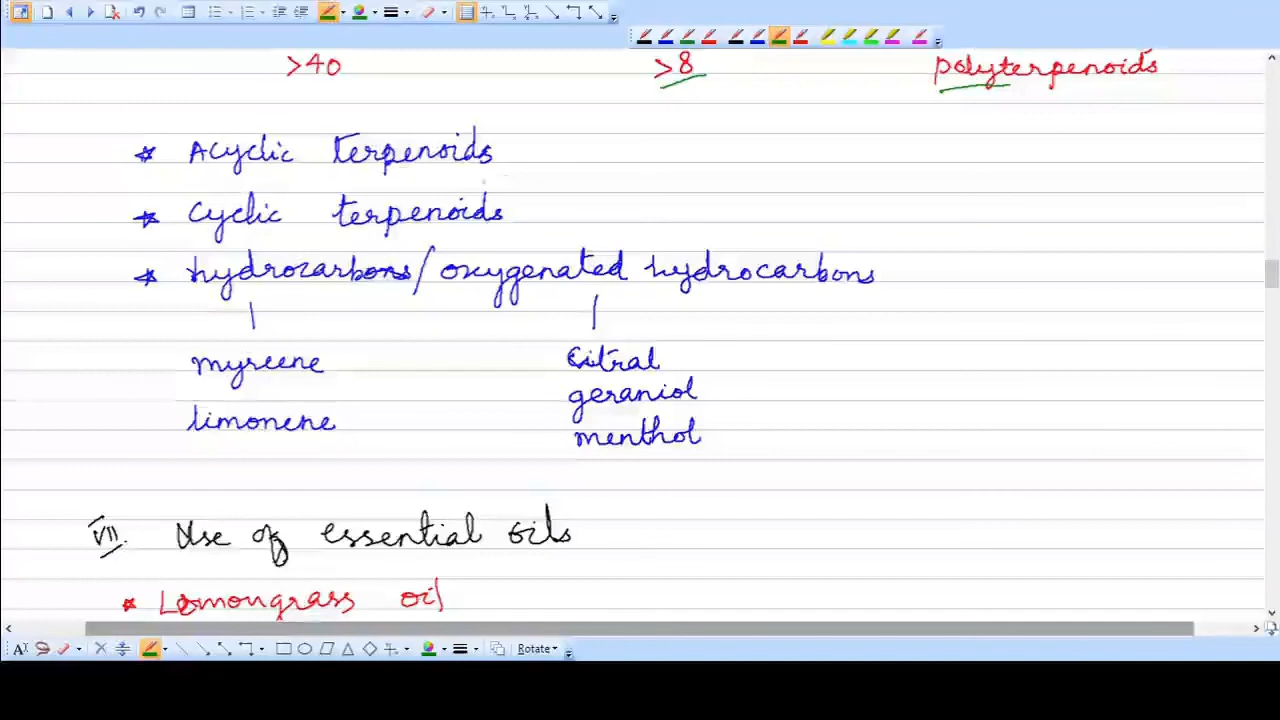 >40 >8 polyterpenoids
* Acyclic terpenoids
* Cyclic terpenoids
* hydrocarbons/oxygenated hydrocarbons
myrcene citral
geraniol
limonene menthol
VII. Use of essential oils
* Lemongrass oil
Rotate